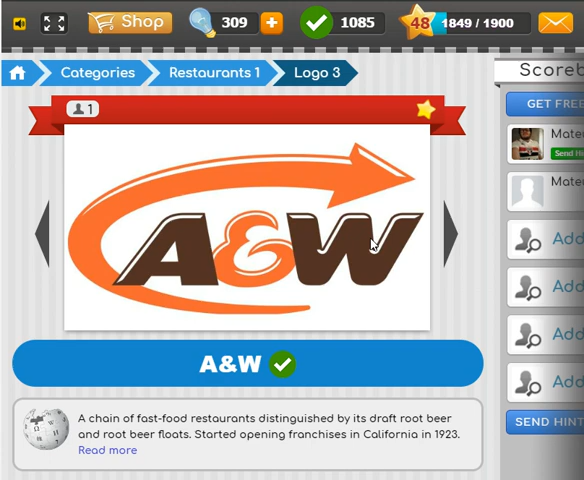 Shop
309
+
1085
48
1849 / 1900
Categories
Restaurants 1
Logo 3
Scoreb
1
GET FREE
Mate
Send Hi
Mate
A&W
Add
Add
Add
Add
A&W
SEND HINT
A chain of fast-food restaurants distinguished by its draft root beer
and root beer floats. Started opening franchises in California in 1923.
Read more